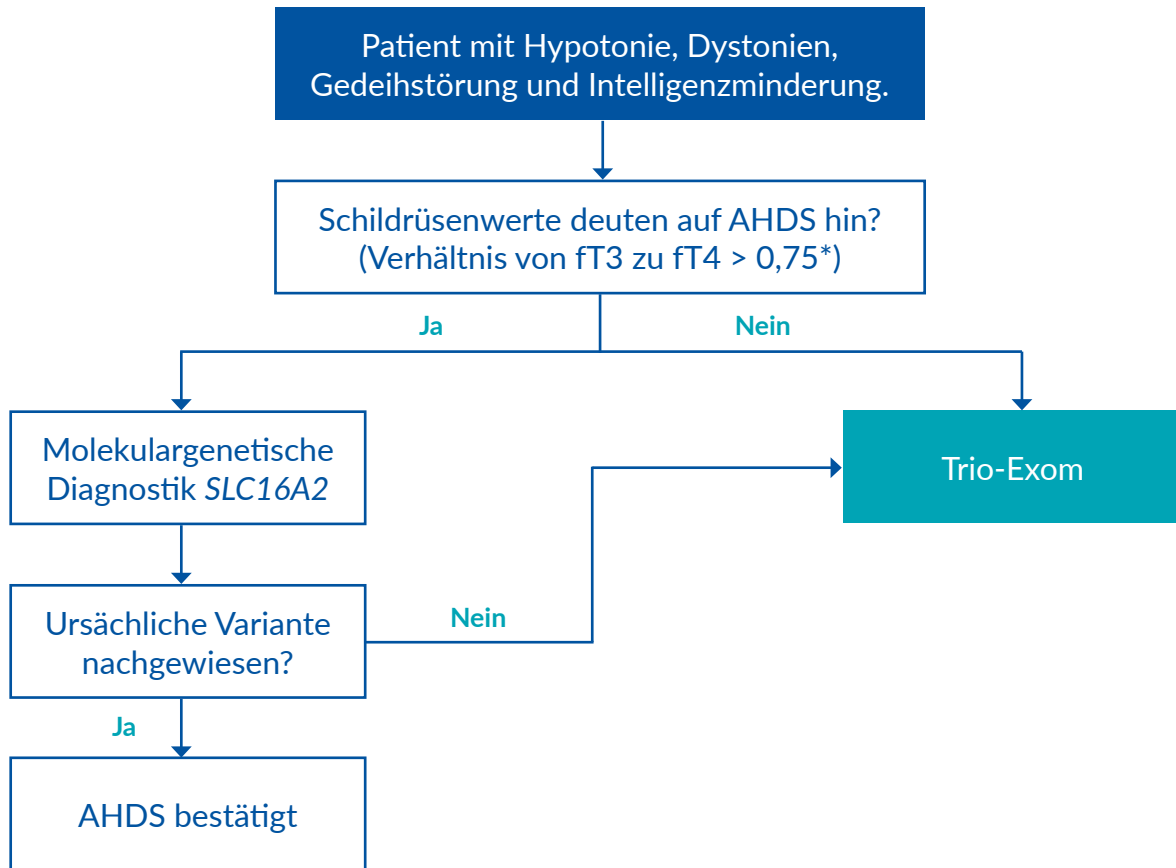 Patient mit Hypotonie, Dystonien,
Gedeihstörung und Intelligenzminderung.
Schildrüsenwerte deuten auf AHDS hin?
(Verhältnis von fT3 zu fT4 > 0,75*)
Ja
Nein
Molekulargenetische
Diagnostik SLC16A2
Trio-Exom
Ursächliche Variante
nachgewiesen?
Nein
Ja
AHDS bestätigt